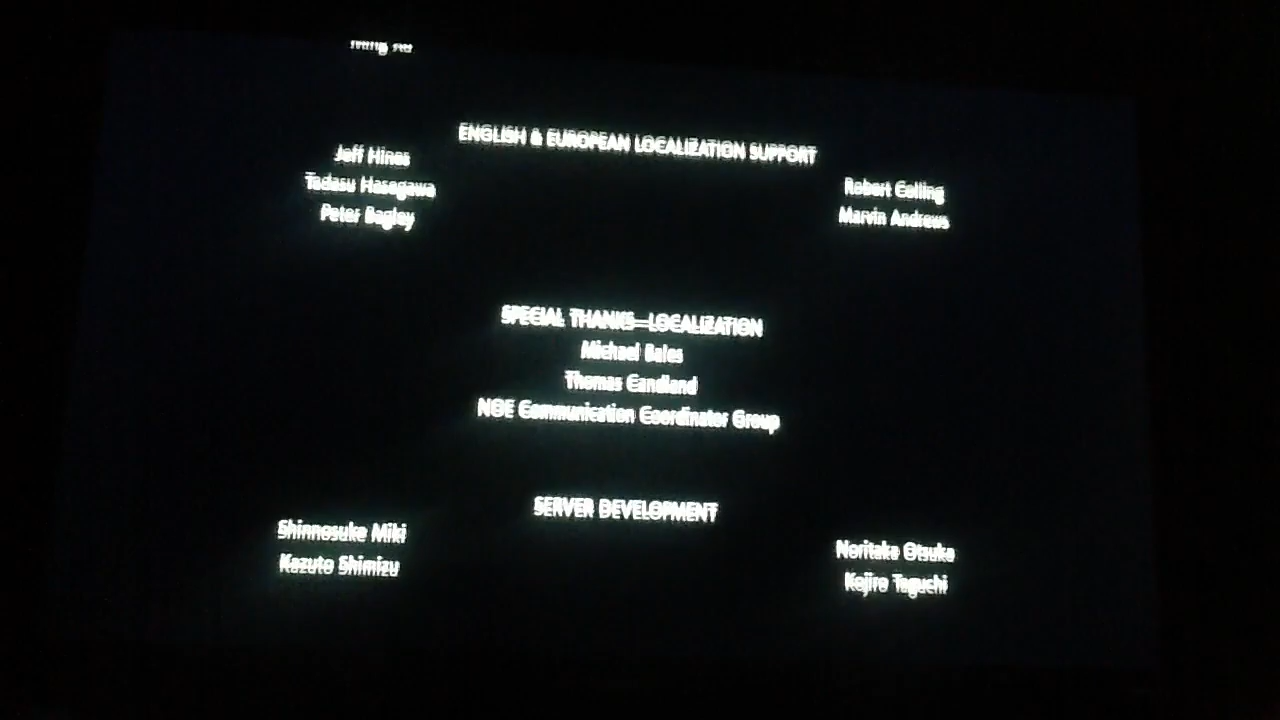 ENGLISH & EUROPEAN LOCALIZATION SUPPORT
Jeff Hines
Robert Colling
Tadasu Hasegawa
Marvin Andrews
Peter Bagley
SPECIAL THANKS—LOCALIZATION
Michael Bales
Thomas Candland
NOE Communication Coordinator Group
SERVER DEVELOPMENT
Shinnosuke Miki
Noritaka Otsuka
Kazuto Shimizu
Kojiro Taguchi